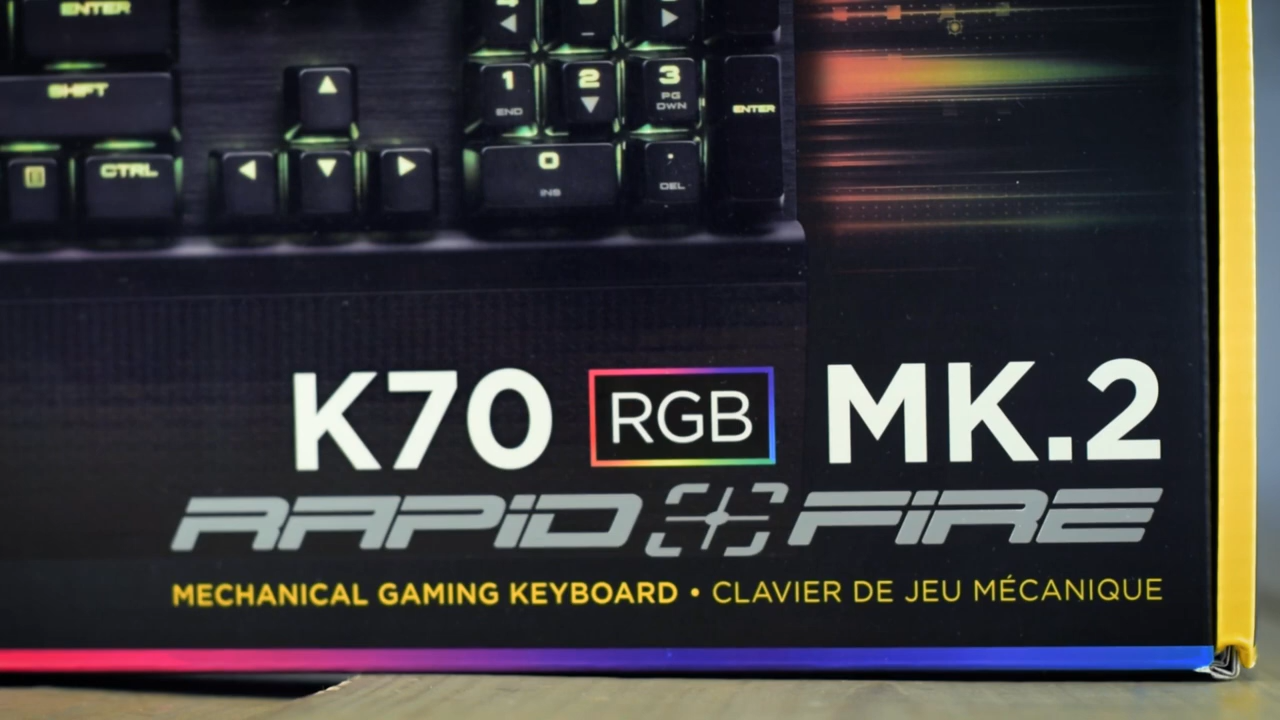 ENTER
SHIFT
CTRL
1 2 3
END PG DWN ENTER
0 .
INS DEL
K70 RGB MK.2
RAPID FIRE
MECHANICAL GAMING KEYBOARD • CLAVIER DE JEU MÉCANIQUE